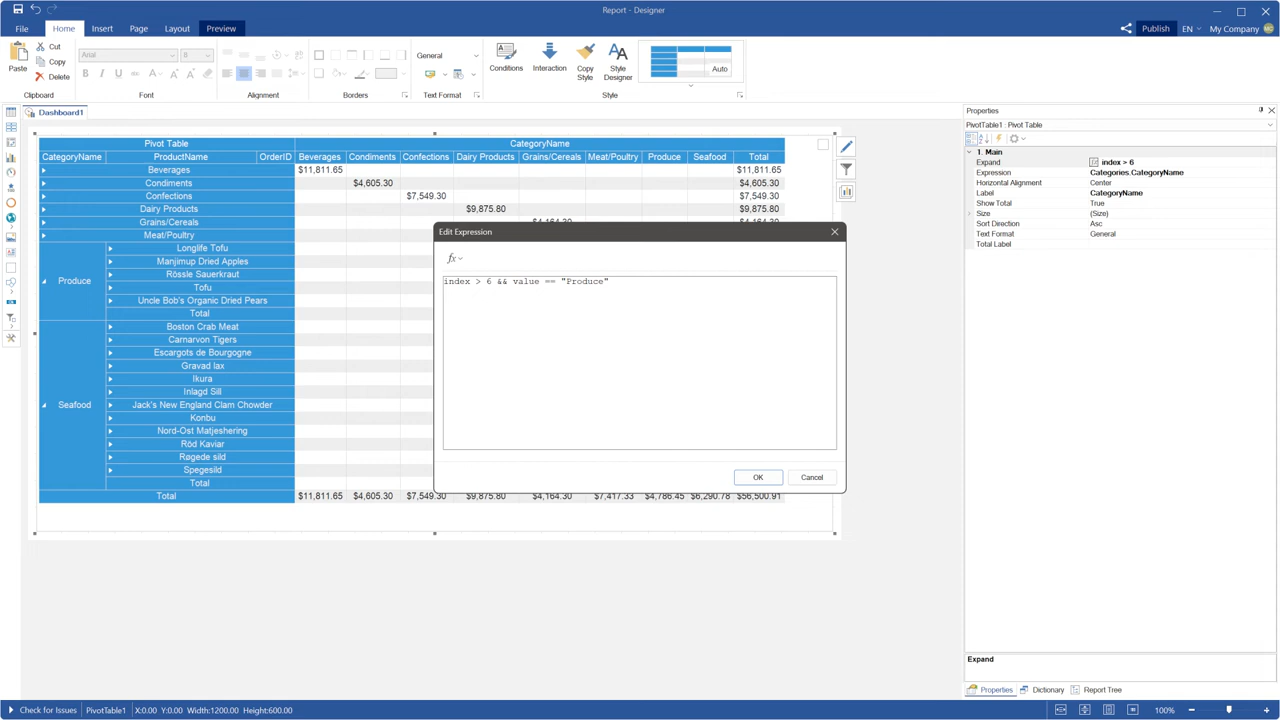 Report - Designer
File Home Insert Page Layout Preview Publish EN My Company MC
Paste Cut Copy Delete Arial 8 General Conditions Interaction Copy Style Style Designer Auto
B I U A A A
Clipboard Font Alignment Borders Text Format Style
Dashboard1
Pivot Table CategoryName
CategoryName ProductName OrderID Beverages Condiments Confections Dairy Products Grains/Cereals Meat/Poultry Produce Seafood Total
Beverages $11,811.65 $11,811.65
Condiments $4,605.30 $4,605.30
Confections $7,549.30 $7,549.30
Dairy Products $9,875.80 $9,875.80
Grains/Cereals
Meat/Poultry
Produce
Longlife Tofu
Manjimup Dried Apples
Rössle Sauerkraut
Tofu
Uncle Bob's Organic Dried Pears
Total
Seafood
Boston Crab Meat
Carnarvon Tigers
Escargots de Bourgogne
Gravad lax
Ikura
Inlagd Sill
Jack's New England Clam Chowder
Konbu
Nord-Ost Matjeshering
Röd Kaviar
Røgede sild
Spegesild
Total
Total $11,811.65 $4,605.30 $7,549.30 $9,875.80 $4,164.30 $7,417.33 $4,786.45 $6,290.78 $56,500.91
Edit Expression
fx
index > 6 && value == "Produce"
OK Cancel
Properties
PivotTable1 : Pivot Table
1. Main
Expand index > 6
Expression Categories.CategoryName
Horizontal Alignment Center
Label CategoryName
Show Total True
Size (Size)
Sort Direction Asc
Text Format General
Total Label
Expand
Properties Dictionary Report Tree
Check for Issues PivotTable1 X:0.00 Y:0.00 Width:1200.00 Height:600.00 100%